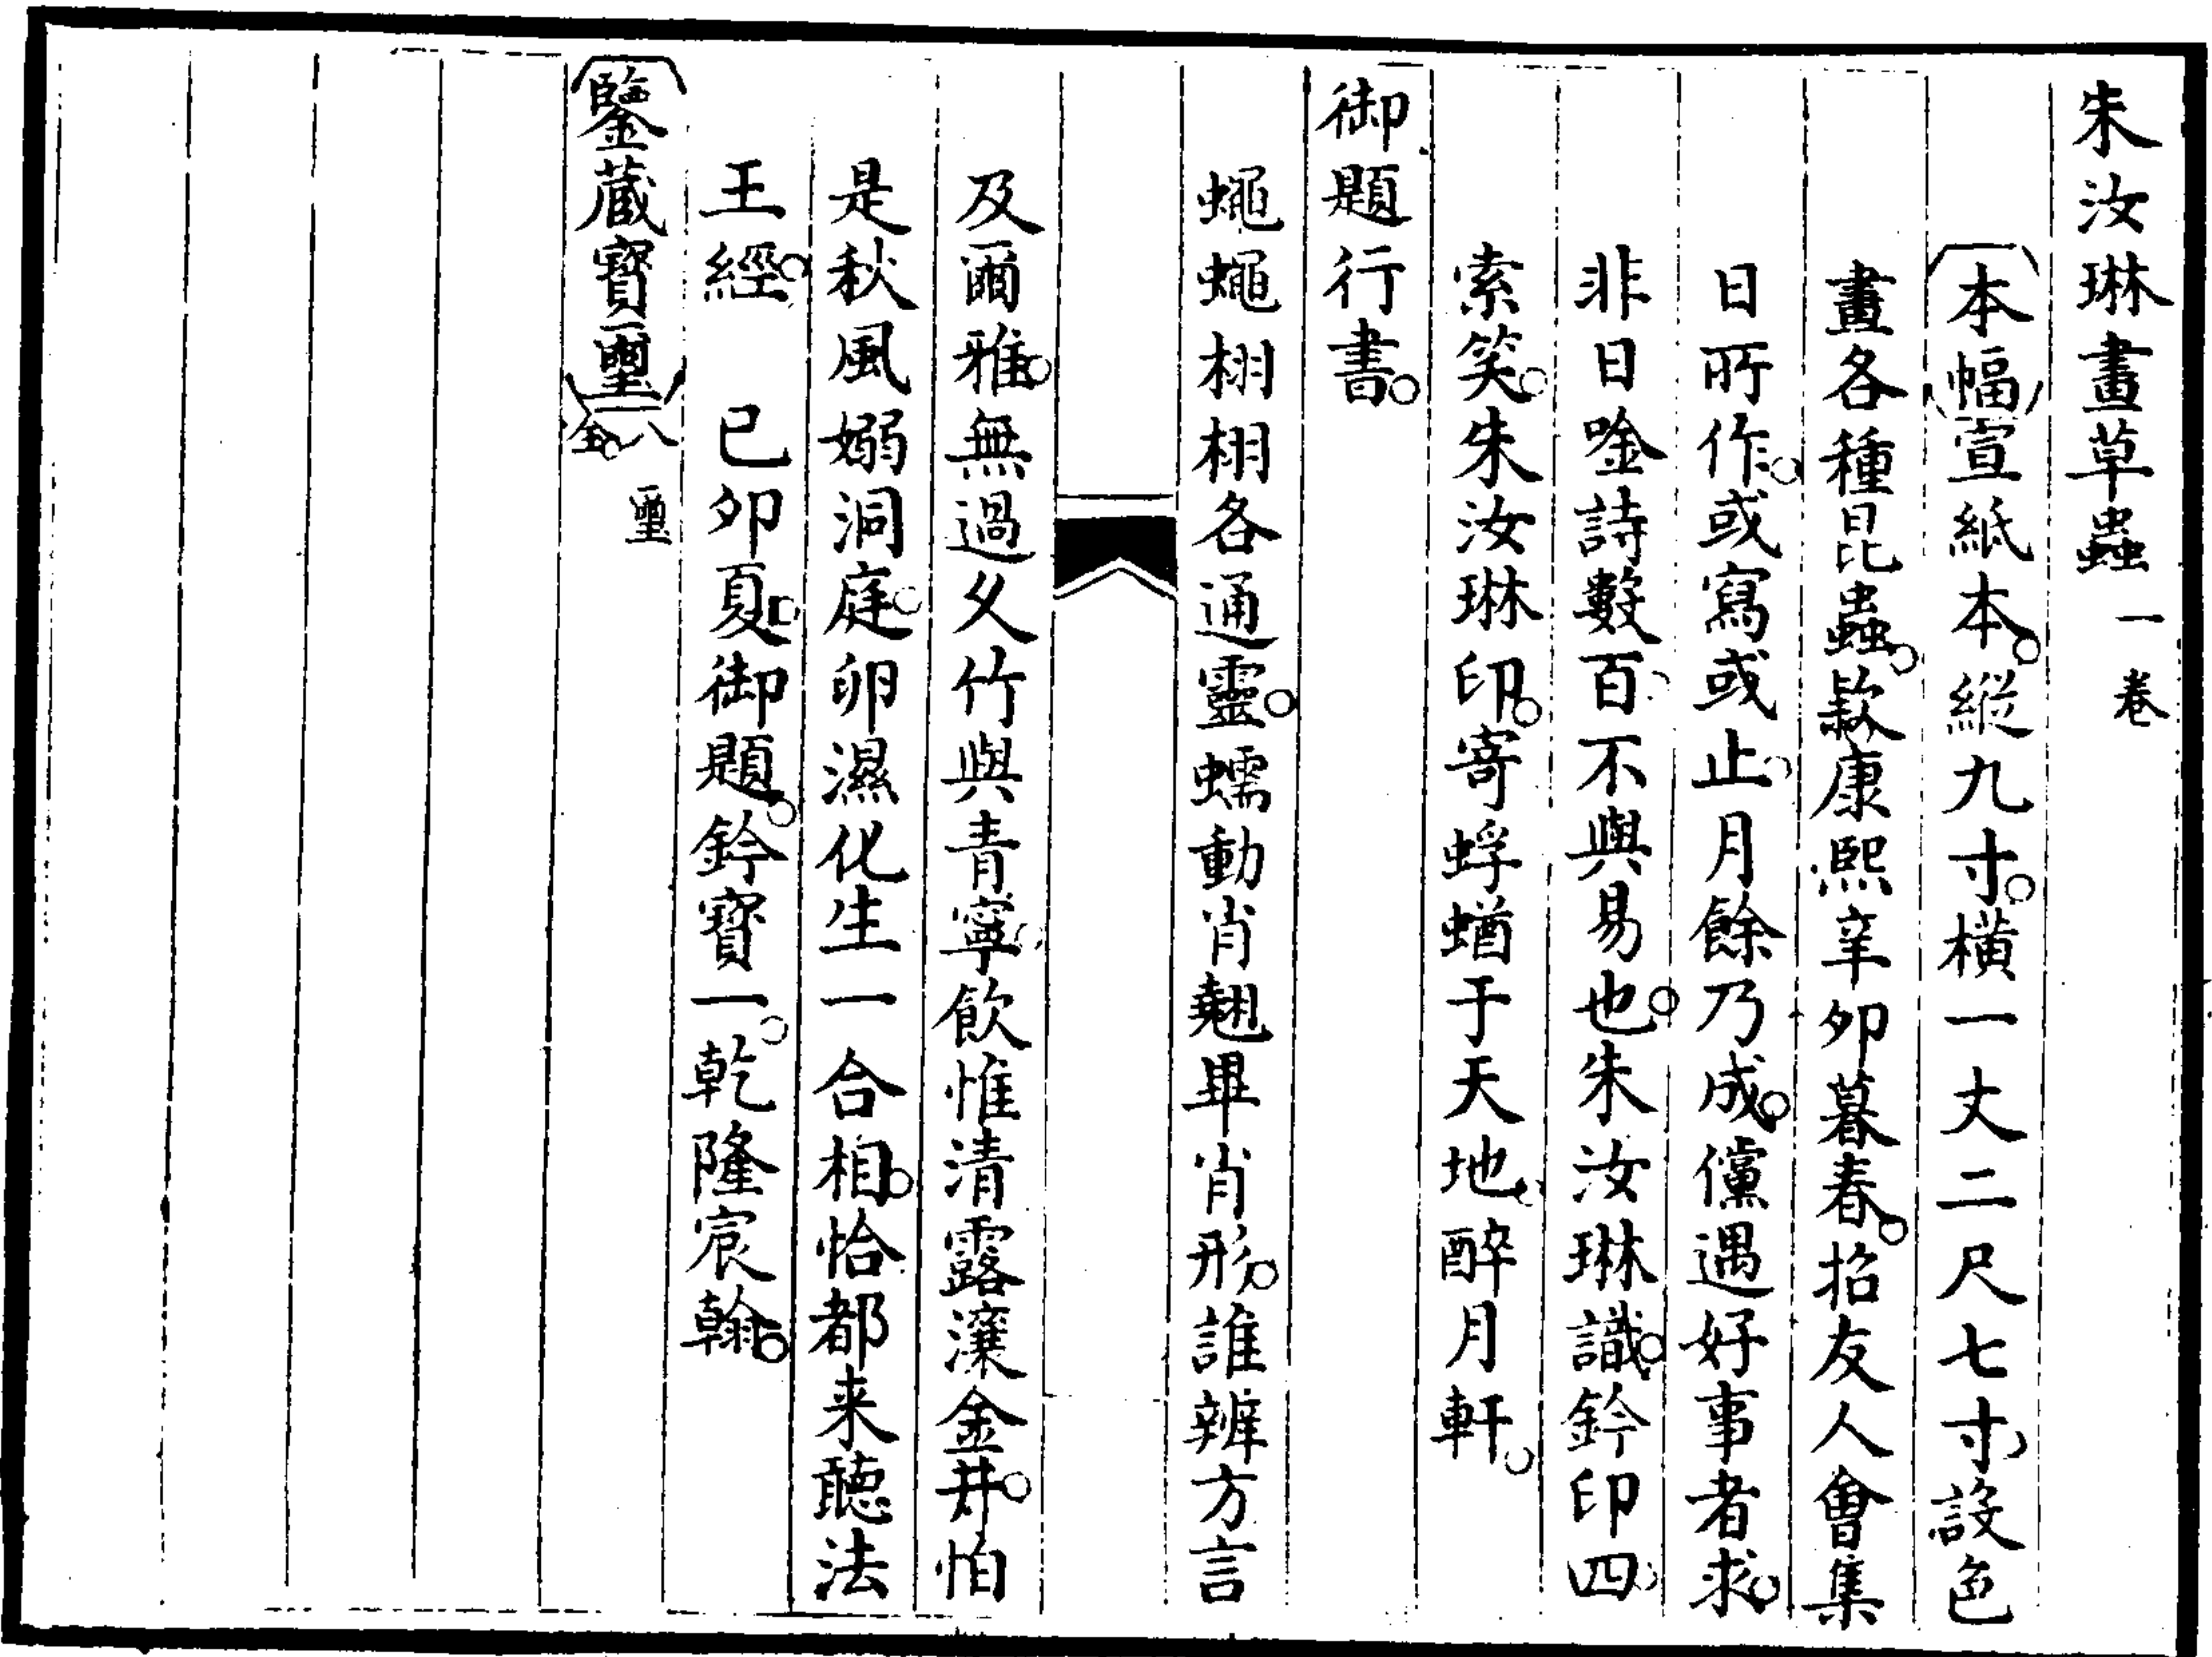 朱汝琳畫草蟲一卷
本幅宣紙本縱九寸橫一丈二尺七寸設色
畫各種昆蟲款康熙辛卯暮春招友人會集
日所作或寫或止月餘乃成儻遇好事者求
非日唫詩數百不與易也朱汝琳識鈐印四
索笑朱汝琳印寄蜉蝣于天地醉月軒
御題行書
蠅蠅栩栩各通靈蠕動肖翹畢肖形誰辨方言
及爾雅無過久竹與青寧飲惟清露瀼金井怕
是秋風嫋洞庭卵濕化生一合相恰都来聽法
王經 己卯夏御題鈐寶一乾隆宸翰
鑒藏寶璽八璽全